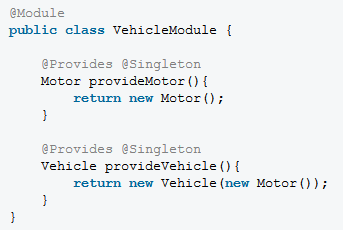 @Module
public class VehicleModule {

    @Provides @Singleton
    Motor provideMotor(){
        return new Motor();
    }

    @Provides @Singleton
    Vehicle provideVehicle(){
        return new Vehicle(new Motor());
    }
}